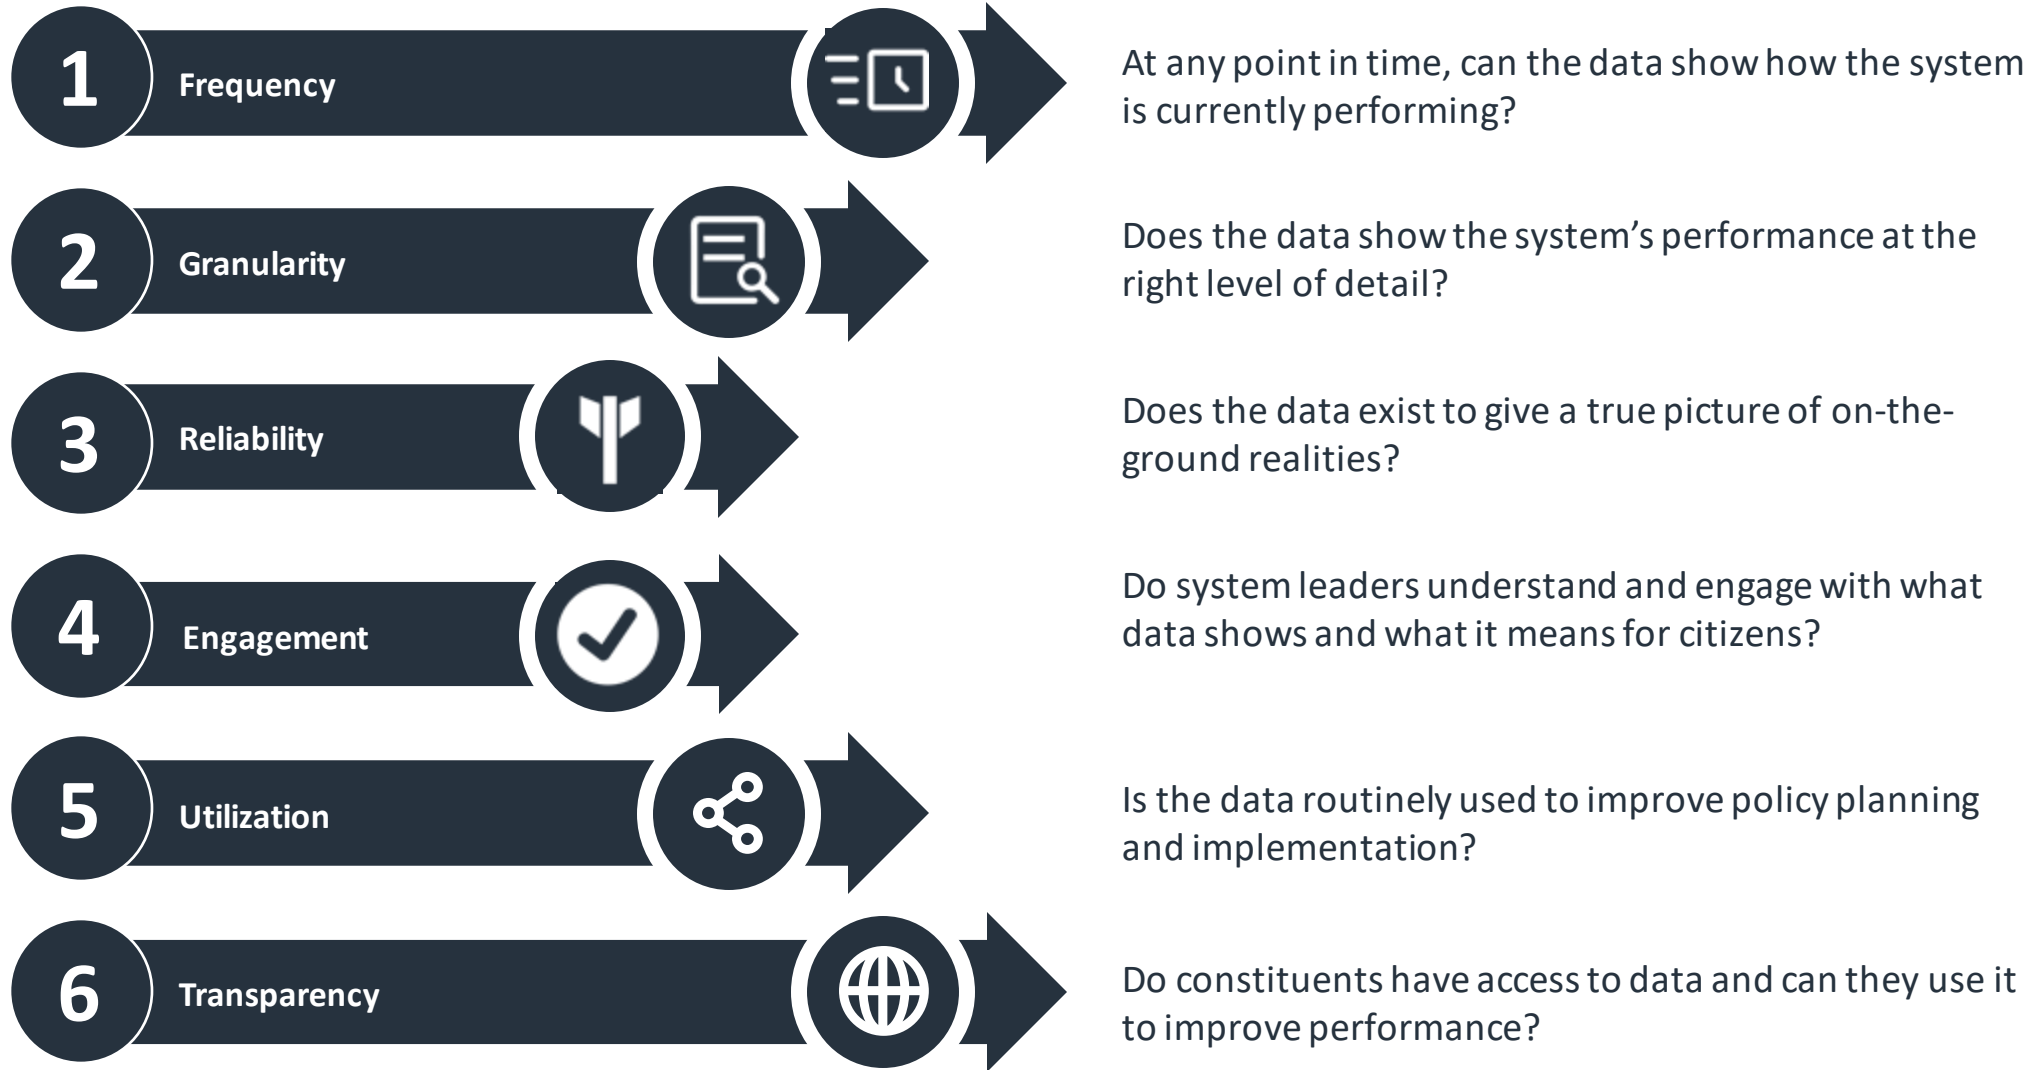 1
Frequency
At any point in time, can the data show how the system
is currently performing?
2
Granularity
Does the data show the system’s performance at the
right level of detail?
3
Reliability
Does the data exist to give a true picture of on-the-
ground realities?
4
Engagement
Do system leaders understand and engage with what
data shows and what it means for citizens?
5
Utilization
Is the data routinely used to improve policy planning
and implementation?
6
Transparency
Do constituents have access to data and can they use it
to improve performance?